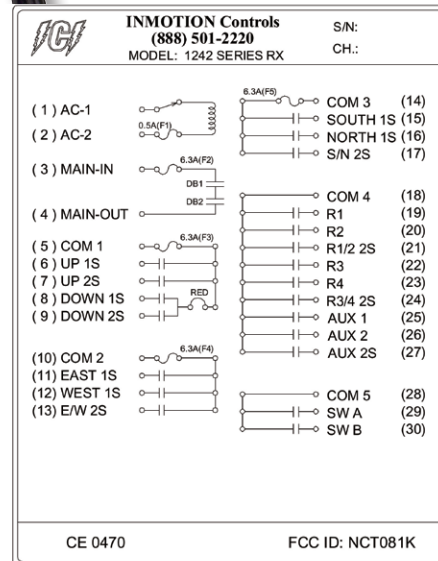 ICI
INMOTION Controls
(888) 501-2220
MODEL: 1242 SERIES RX
S/N:
CH.:
( 1 ) AC-1
( 2 ) AC-2
0.5A(F1)
( 3 ) MAIN-IN
6.3A(F2)
DB1
DB2
( 4 ) MAIN-OUT
( 5 ) COM 1
6.3A(F3)
( 6 ) UP 1S
( 7 ) UP 2S
( 8 ) DOWN 1S
RED
( 9 ) DOWN 2S
(10) COM 2
6.3A(F4)
(11) EAST 1S
(12) WEST 1S
(13) E/W 2S
6.3A(F5)
COM 3 (14)
SOUTH 1S (15)
NORTH 1S (16)
S/N 2S (17)
COM 4 (18)
R1 (19)
R2 (20)
R1/2 2S (21)
R3 (22)
R4 (23)
R3/4 2S (24)
AUX 1 (25)
AUX 2 (26)
AUX 2S (27)
COM 5 (28)
SW A (29)
SW B (30)
CE 0470
FCC ID: NCT081K